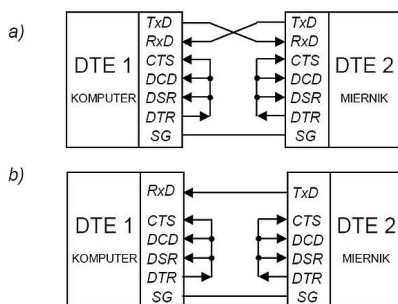 a)
TxD TxD
RxD RxD
DTE 1 CTS CTS DTE 2
KOMPUTER DCD DCD MIERNIK
DSR DSR
DTR DTR
SG SG
b)
RxD TxD
DTE 1 CTS CTS DTE 2
KOMPUTER DCD DCD MIERNIK
DSR DSR
DTR DTR
SG SG